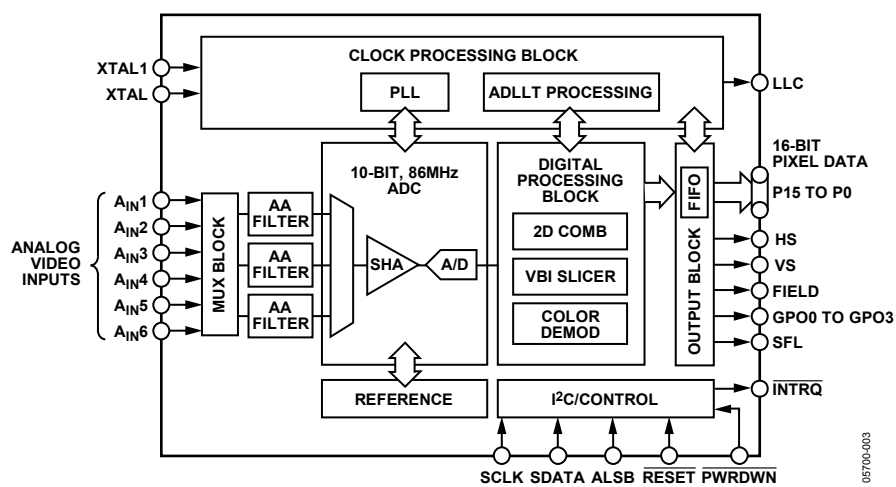 CLOCK PROCESSING BLOCK
XTAL1
XTAL
PLL
ADLLT PROCESSING
LLC
16-BIT
PIXEL DATA
P15 TO P0
10-BIT, 86MHz
ADC
DIGITAL
PROCESSING
BLOCK
2D COMB
VBI SLICER
COLOR
DEMOD
OUTPUT BLOCK
FIFO
ANALOG
VIDEO
INPUTS
AIN1
AIN2
AIN3
AIN4
AIN5
AIN6
MUX BLOCK
AA
FILTER
AA
FILTER
AA
FILTER
SHA
A/D
HS
VS
FIELD
GPO0 TO GPO3
SFL
INTRQ
REFERENCE
I2C/CONTROL
SCLK
SDATA
ALSB
RESET
PWRDWN
05700-003